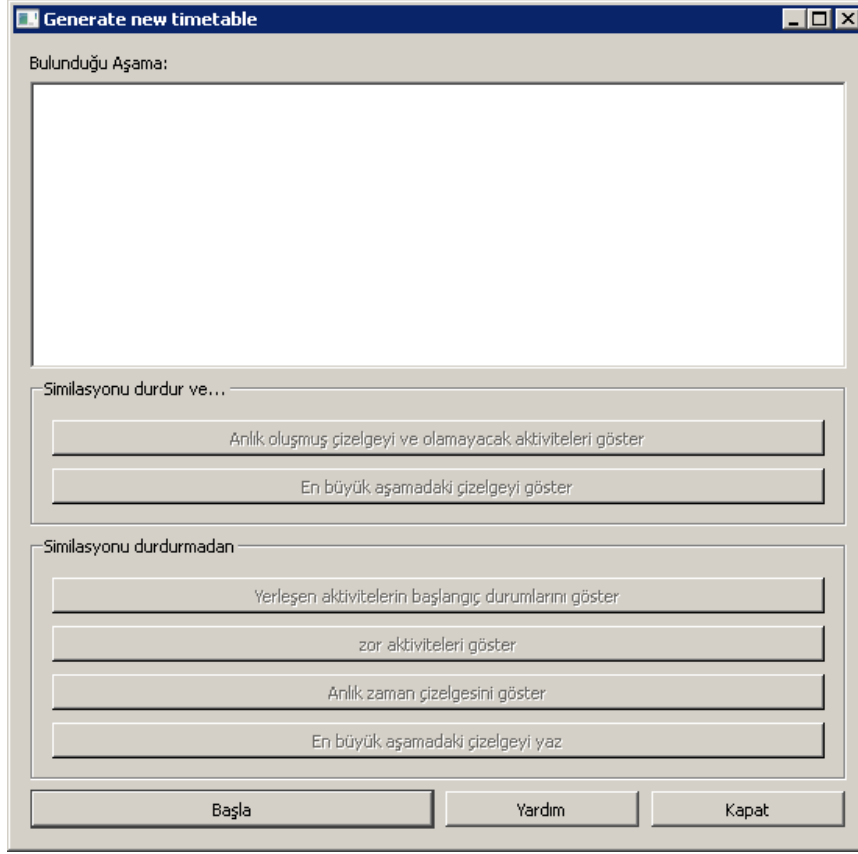 Generate new timetable
Bulunduğu Aşama:
Similasyonu durdur ve...
Anlık oluşmuş çizelgeyi ve olamayacak aktiviteleri göster
En büyük aşamadaki çizelgeyi göster
Similasyonu durdurmadan
Yerleşen aktivitelerin başlangıç durumlarını göster
zor aktiviteleri göster
Anlık zaman çizelgesini göster
En büyük aşamadaki çizelgeyi yaz
Başla Yardım Kapat